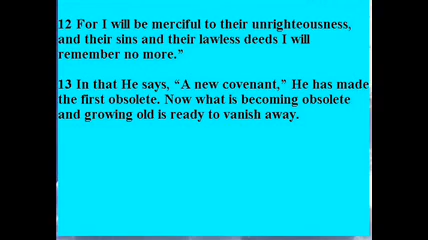 12 For I will be merciful to their unrighteousness,
and their sins and their lawless deeds I will
remember no more.”
13 In that He says, “A new covenant,” He has made
the first obsolete. Now what is becoming obsolete
and growing old is ready to vanish away.